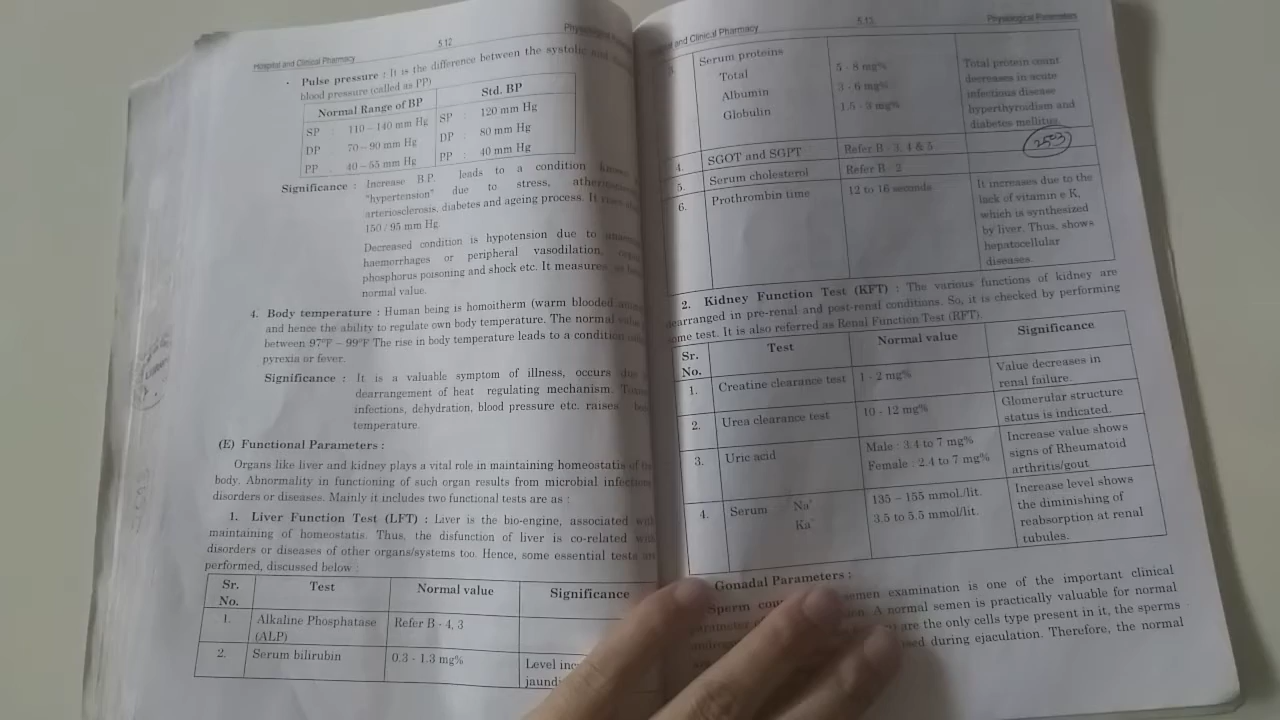 Hospital and Clinical Pharmacy
5.12
Pulse pressure : It is the difference between the systolic and
blood pressure (called as PP)
Normal Range of BP Std. BP
SP : 110 – 140 mm Hg SP : 120 mm Hg
DP : 70 – 90 mm Hg DP : 80 mm Hg
PP : 40 – 55 mm Hg PP : 40 mm Hg
Significance : Increase B.P. leads to a condition
"hypertension" due to stress,
arteriosclerosis, diabetes and ageing process. It
150 / 95 mm Hg.
Decreased condition is hypotension due to
haemorrhages or peripheral vasodilation,
phosphorus poisoning and shock etc. It measures
normal value.
4. Body temperature : Human being is homoitherm (warm blooded
and hence the ability to regulate own body temperature. The normal
between 97°F – 99°F The rise in body temperature leads to a condition
pyrexia or fever.
Significance : It is a valuable symptom of illness, occurs
dearrangement of heat regulating mechanism.
infections, dehydration, blood pressure etc. raises
temperature.
(E) Functional Parameters :
Organs like liver and kidney plays a vital role in maintaining homeostatis of
body. Abnormality in functioning of such organ results from microbial
disorders or diseases. Mainly it includes two functional tests are as :
1. Liver Function Test (LFT) : Liver is the bio-engine, associated
maintaining of homeostatis. Thus, the disfunction of liver is co-related
disorders or diseases of other organs/systems too. Hence, some essential tests
performed, discussed below :
Sr. No. Test Normal value Significance
1. Alkaline Phosphatase (ALP) Refer B - 4, 3
2. Serum bilirubin 0.3 - 1.3 mg% Level
and Clinical Pharmacy
5.13
Physiological Parameters
Serum proteins
Total 5 - 8 mg%
Albumin 3 - 6 mg%
Globulin 1.5 - 3 mg%
Total protein count
decreases in acute
infectious disease
hyperthyradism and
diabetes mellitus.
4. SGOT and SGPT Refer B - 3, 4 & 5
5. Serum cholesterol Refer B - 2
6. Prothrombin time 12 to 16 seconds
It increases due to the
lack of vitamin e K,
which is synthesized
by liver. Thus, shows
hepatocellular
diseases.
2. Kidney Function Test (KFT) : The various functions of kidney are
dearranged in pre-renal and post-renal conditions. So, it is checked by performing
some test. It is also referred as Renal Function Test (RFT).
Sr. No. Test Normal value Significance
1. Creatine clearance test 1 - 2 mg% Value decreases in renal failure.
2. Urea clearance test 10 - 12 mg% Glomerular structure status is indicated.
3. Uric acid Male : 3.4 to 7 mg% Female : 2.4 to 7 mg% Increase value shows signs of Rheumatoid arthritis/gout
4. Serum Na+ 135 – 155 mmol/lit. Ka+ 3.5 to 5.5 mmol/lit. Increase level shows the diminishing of reabsorption at renal tubules.
Gonadal Parameters :
Sperm semen examination is one of the important clinical
A normal semen is practically valuable for normal
are the only cells type present in it, the sperms
during ejaculation. Therefore, the normal